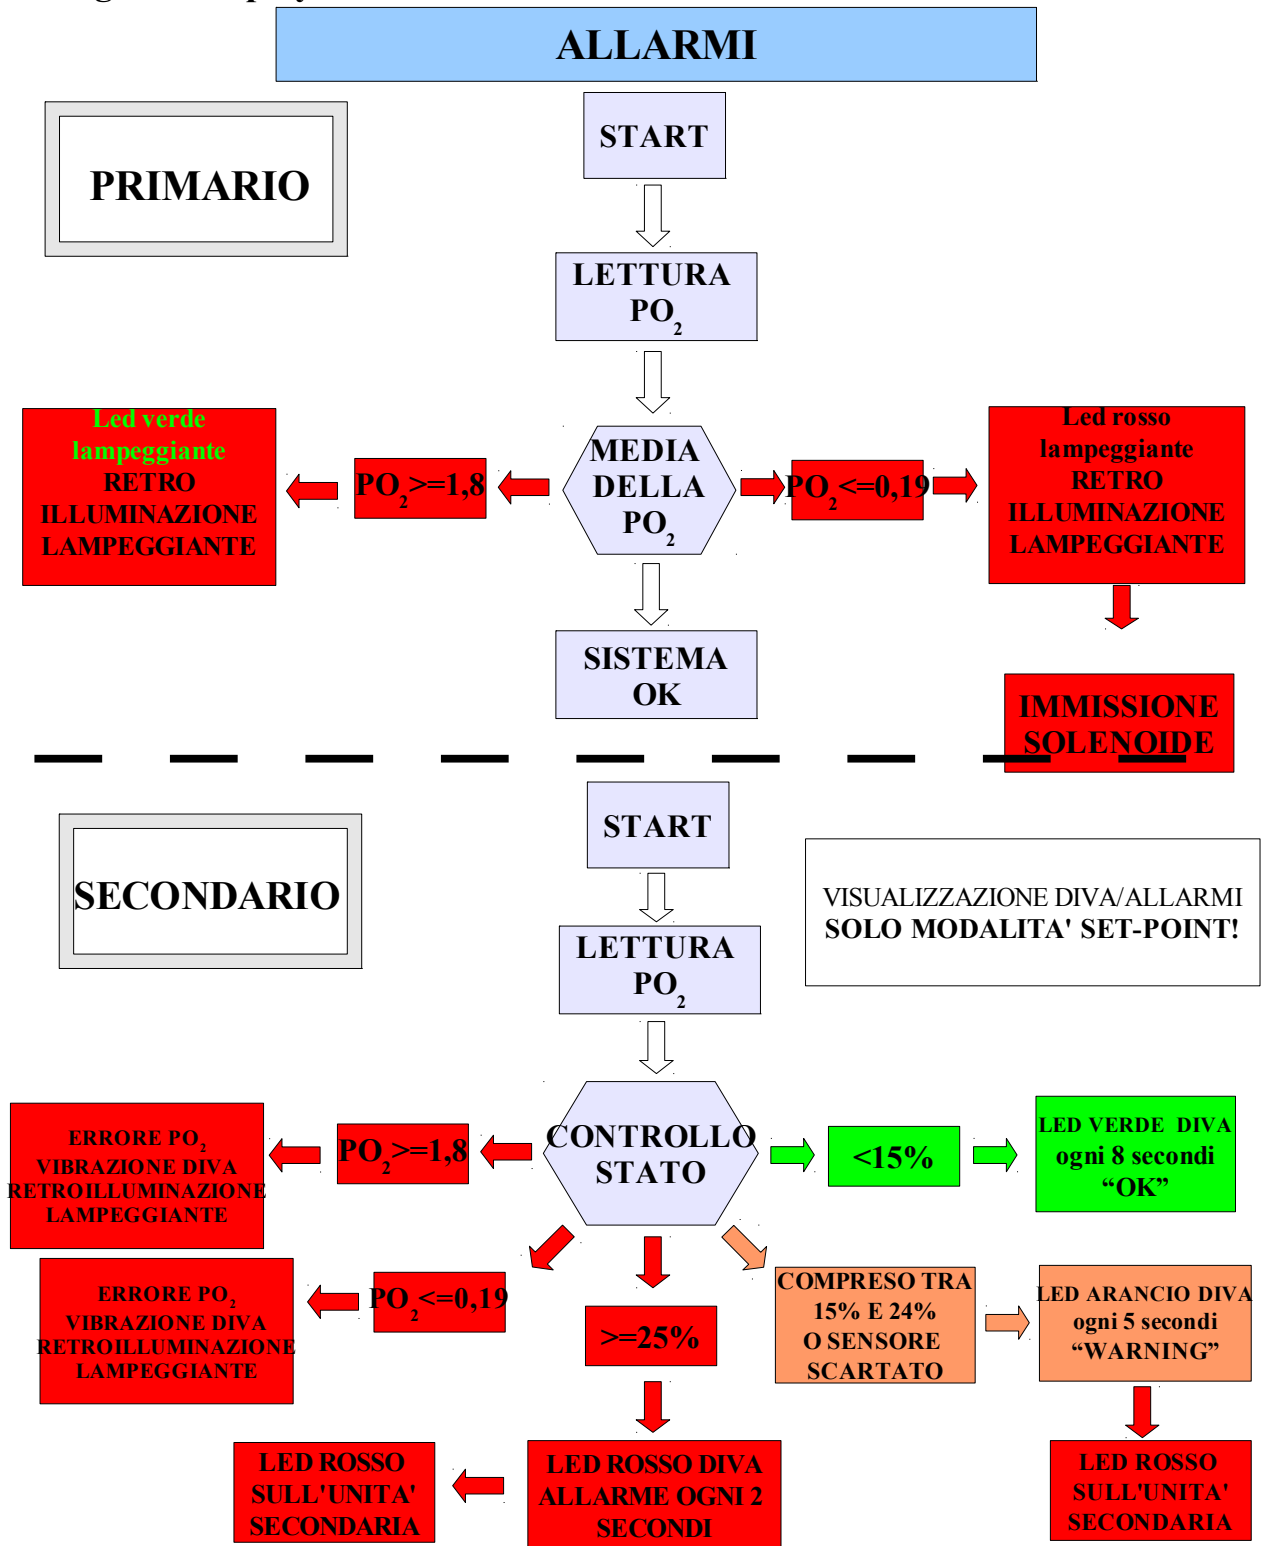 ALLARMI
START
PRIMARIO
LETTURA
PO2
Led verde
lampeggiante
RETRO
ILLUMINAZIONE
LAMPEGGIANTE
PO2>=1,8
MEDIA
DELLA
PO2
PO2<=0,19
Led rosso
lampeggiante
RETRO
ILLUMINAZIONE
LAMPEGGIANTE
SISTEMA
OK
IMMISSIONE
SOLENOIDE
START
SECONDARIO
VISUALIZZAZIONE DIVA/ALLARMI
SOLO MODALITA' SET-POINT!
LETTURA
PO2
ERRORE PO2
VIBRAZIONE DIVA
RETROILLUMINAZIONE
LAMPEGGIANTE
PO2>=1,8
CONTROLLO
STATO
<15%
LED VERDE DIVA
ogni 8 secondi
“OK”
ERRORE PO2
VIBRAZIONE DIVA
RETROILLUMINAZIONE
LAMPEGGIANTE
PO2<=0,19
>=25%
COMPRESO TRA
15% E 24%
O SENSORE
SCARTATO
LED ARANCIO DIVA
ogni 5 secondi
“WARNING”
LED ROSSO
SULL'UNITA'
SECONDARIA
LED ROSSO DIVA
ALLARME OGNI 2
SECONDI
LED ROSSO
SULL'UNITA'
SECONDARIA